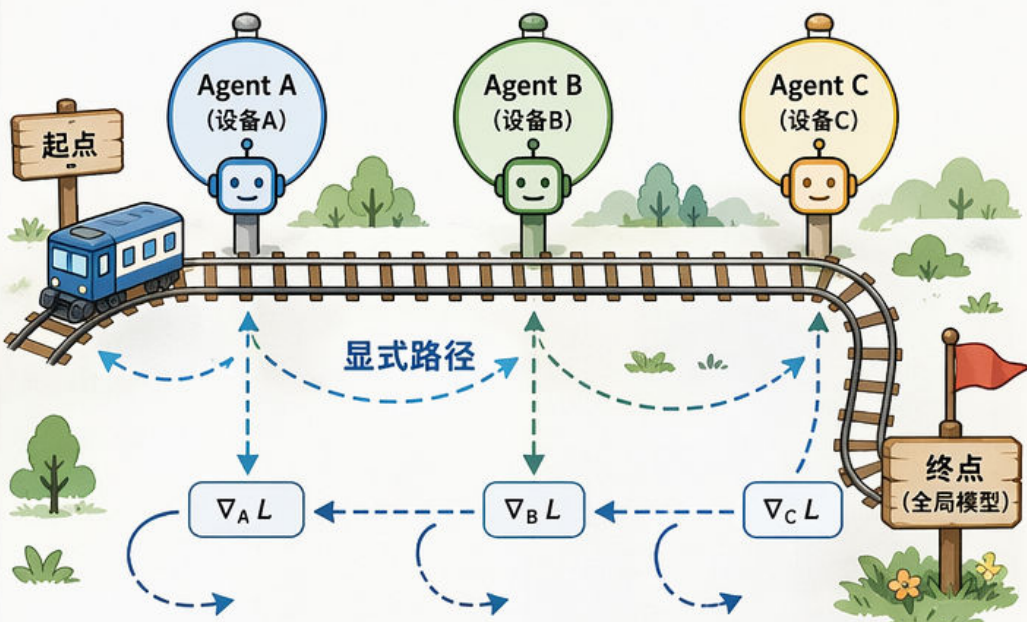 起点
Agent A
(设备A)
Agent B
(设备B)
Agent C
(设备C)
显式路径
∇A L
∇B L
∇C L
终点
(全局模型)